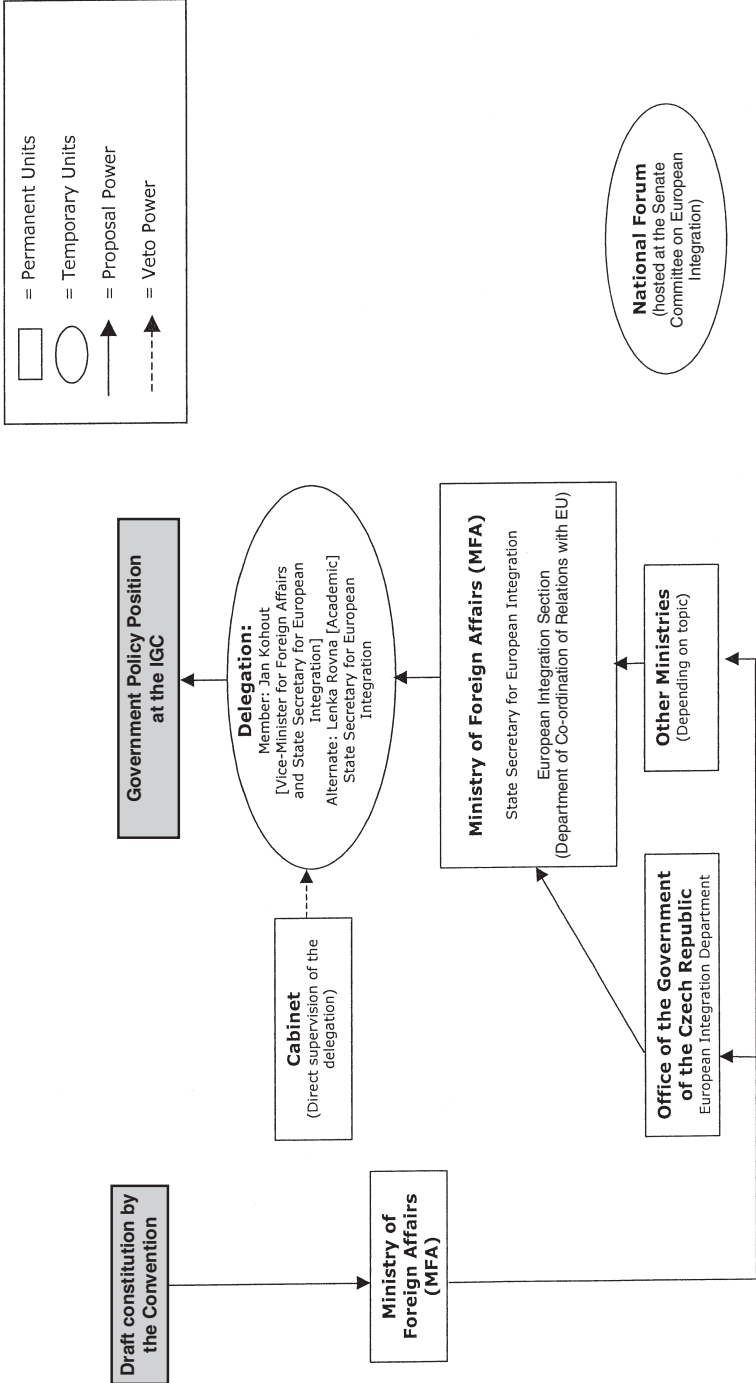 Draft constitution by
the Convention
Government Policy Position
at the IGC
= Permanent Units
= Temporary Units
= Proposal Power
= Veto Power
Ministry of
Foreign Affairs
(MFA)
Cabinet
(Direct supervision of the
delegation)
Delegation:
Member: Jan Kohout
[Vice-Minister for Foreign Affairs
and State Secretary for European
Integration]
Alternate: Lenka Rovna [Academic]
State Secretary for European
Integration
Ministry of Foreign Affairs (MFA)
State Secretary for European Integration
European Integration Section
(Department of Co-ordination of Relations with EU)
Office of the Government
of the Czech Republic
European Integration Department
Other Ministries
(Depending on topic)
National Forum
(hosted at the Senate
Committee on European
Integration)